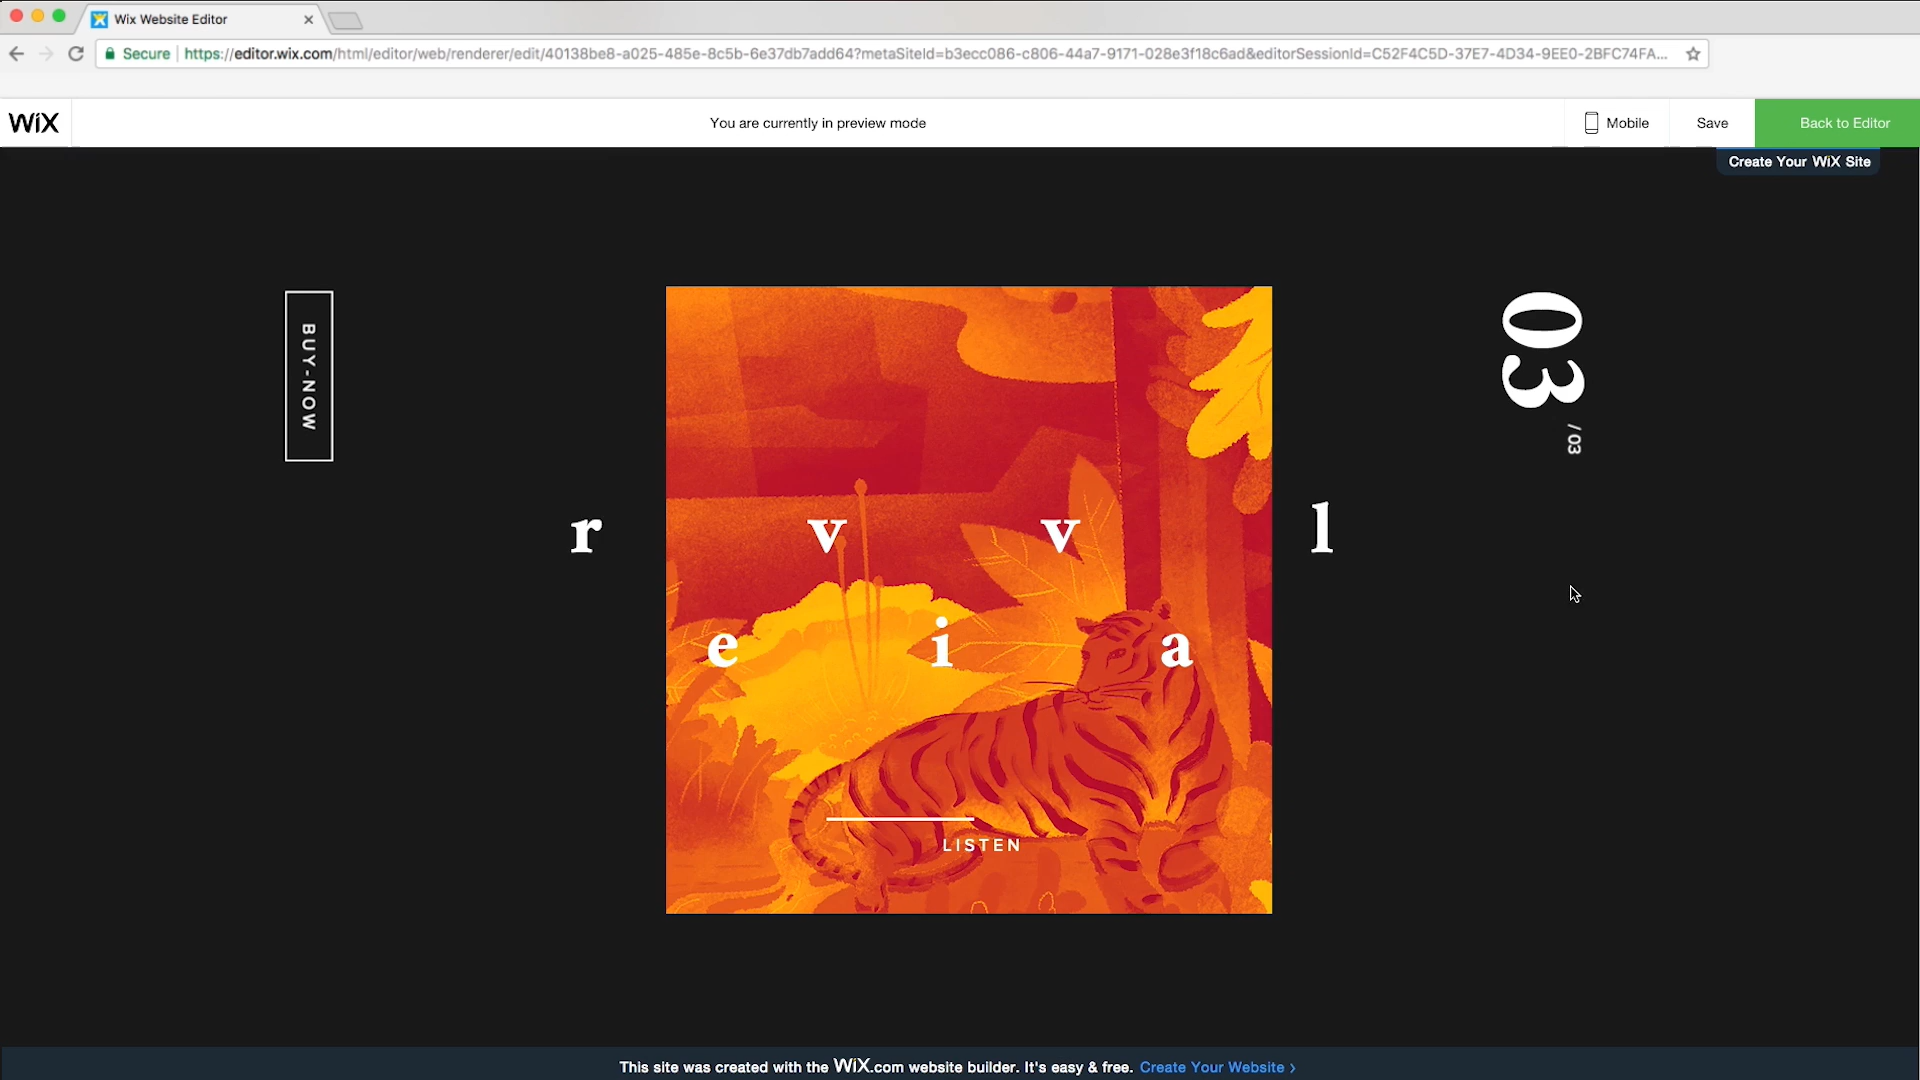 Wix Website Editor
Secure https://editor.wix.com/html/editor/web/renderer/edit/40138be8-a025-485e-8c5b-6e37db7add64?metaSiteId=b3ecc086-c806-44a7-9171-028e3f18c6ad&editorSessionId=C52F4C5D-37E7-4D34-9EE0-2BFC74FA...
WiX
You are currently in preview mode
Mobile
Save
Back to Editor
Create Your WiX Site
BUY-NOW
03
/ 03
r v v l
e i a
LISTEN
This site was created with the WiX.com website builder. It's easy & free. Create Your Website ›